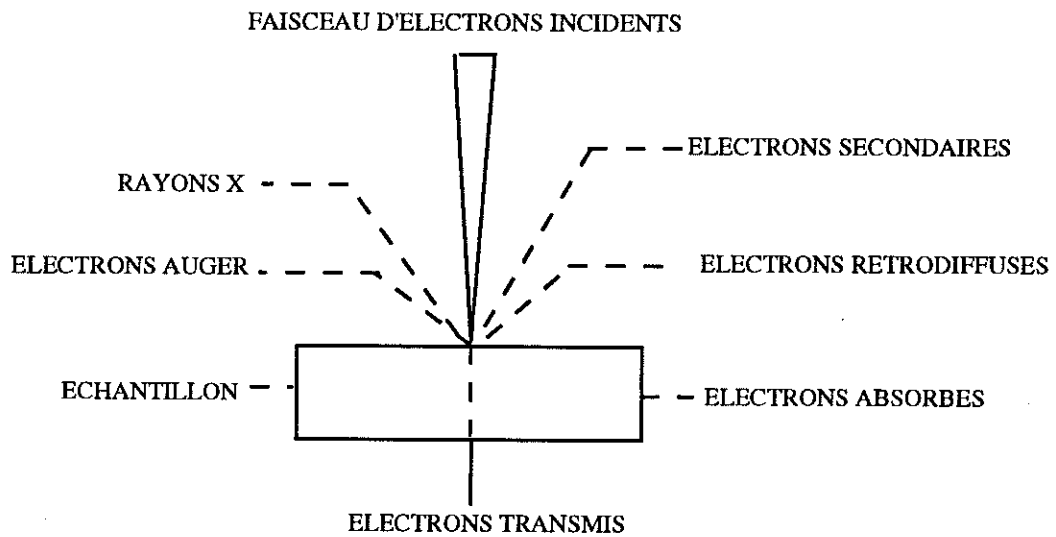 FAISCEAU D'ELECTRONS INCIDENTS
ELECTRONS SECONDAIRES
RAYONS X
ELECTRONS AUGER
ELECTRONS RETRODIFFUSES
ECHANTILLON
ELECTRONS ABSORBES
ELECTRONS TRANSMIS